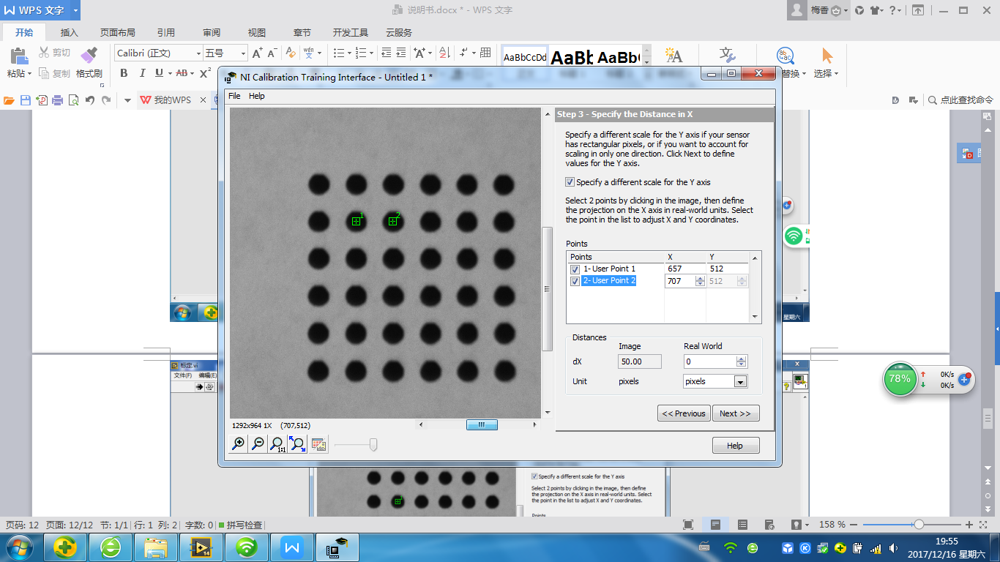 WPS 文字
说明书.docx * - WPS 文字
梅香
开始
插入
页面布局
引用
审阅
视图
章节
开发工具
云服务
粘贴
剪切
复制
格式刷
Calibri (正文)
五号
B I U AB X²
AaBbCcDd
AaBb
AaBb(
替换
选择
我的WPS
点此查找命令
NI Calibration Training Interface - Untitled 1 *
File Help
Step 3 - Specify the Distance in X
Specify a different scale for the Y axis if your sensor
has rectangular pixels, or if you want to account for
scaling in only one direction. Click Next to define
values for the Y axis.
Specify a different scale for the Y axis
Select 2 points by clicking in the image, then define
the projection on the X axis in real-world units. Select
the point in the list to adjust X and Y coordinates.
1 2
Points
Points X Y
1- User Point 1 657 512
2- User Point 2 707 512
Distances
Image Real World
dX 50.00 0
Unit pixels pixels
<< Previous Next >>
1292x964 1X (707,512)
1:1
Help
星期六
标定.vi
文件(F) 编辑(E)
78%
0K/s
0K/s
Specify a different scale for the Y axis
Select 2 points by clicking in the image, then define
the projection on the X axis in real-world units. Select
the point in the list to adjust X and Y coordinates.
Points
页码: 12 页面: 12/12 节: 1/1 行: 1 列: 2 字数: 0 拼写检查
158 %
19:55
2017/12/16 星期六